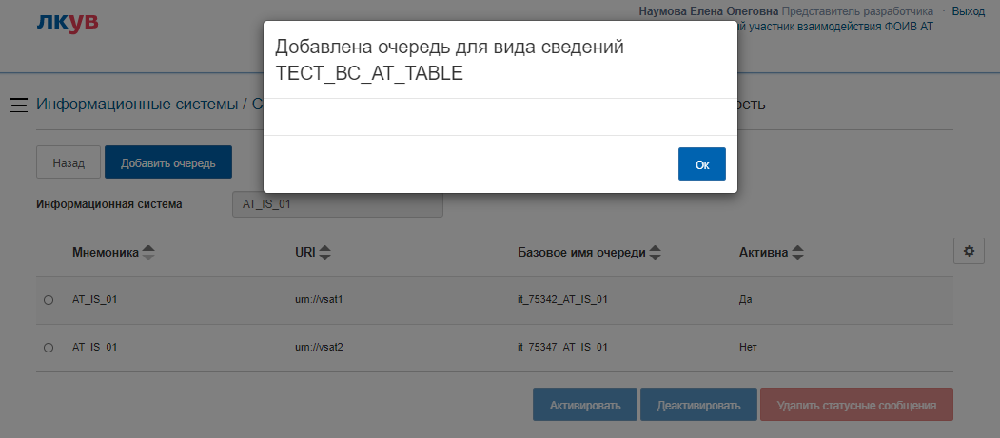 лкув
Наумова Елена Олеговна Представитель разработчика · Выход
й участник взаимодействия ФОИВ АТ
Добавлена очередь для вида сведений
ТЕСТ_ВС_AT_TABLE
Ок
Информационные системы / С
ость
Назад
Добавить очередь
Информационная система
AT_IS_01
Мнемоника
URI
Базовое имя очереди
Активна
AT_IS_01 urn://vsat1 it_75342_AT_IS_01 Да
AT_IS_01 urn://vsat2 it_75347_AT_IS_01 Нет
Активировать
Деактивировать
Удалить статусные сообщения